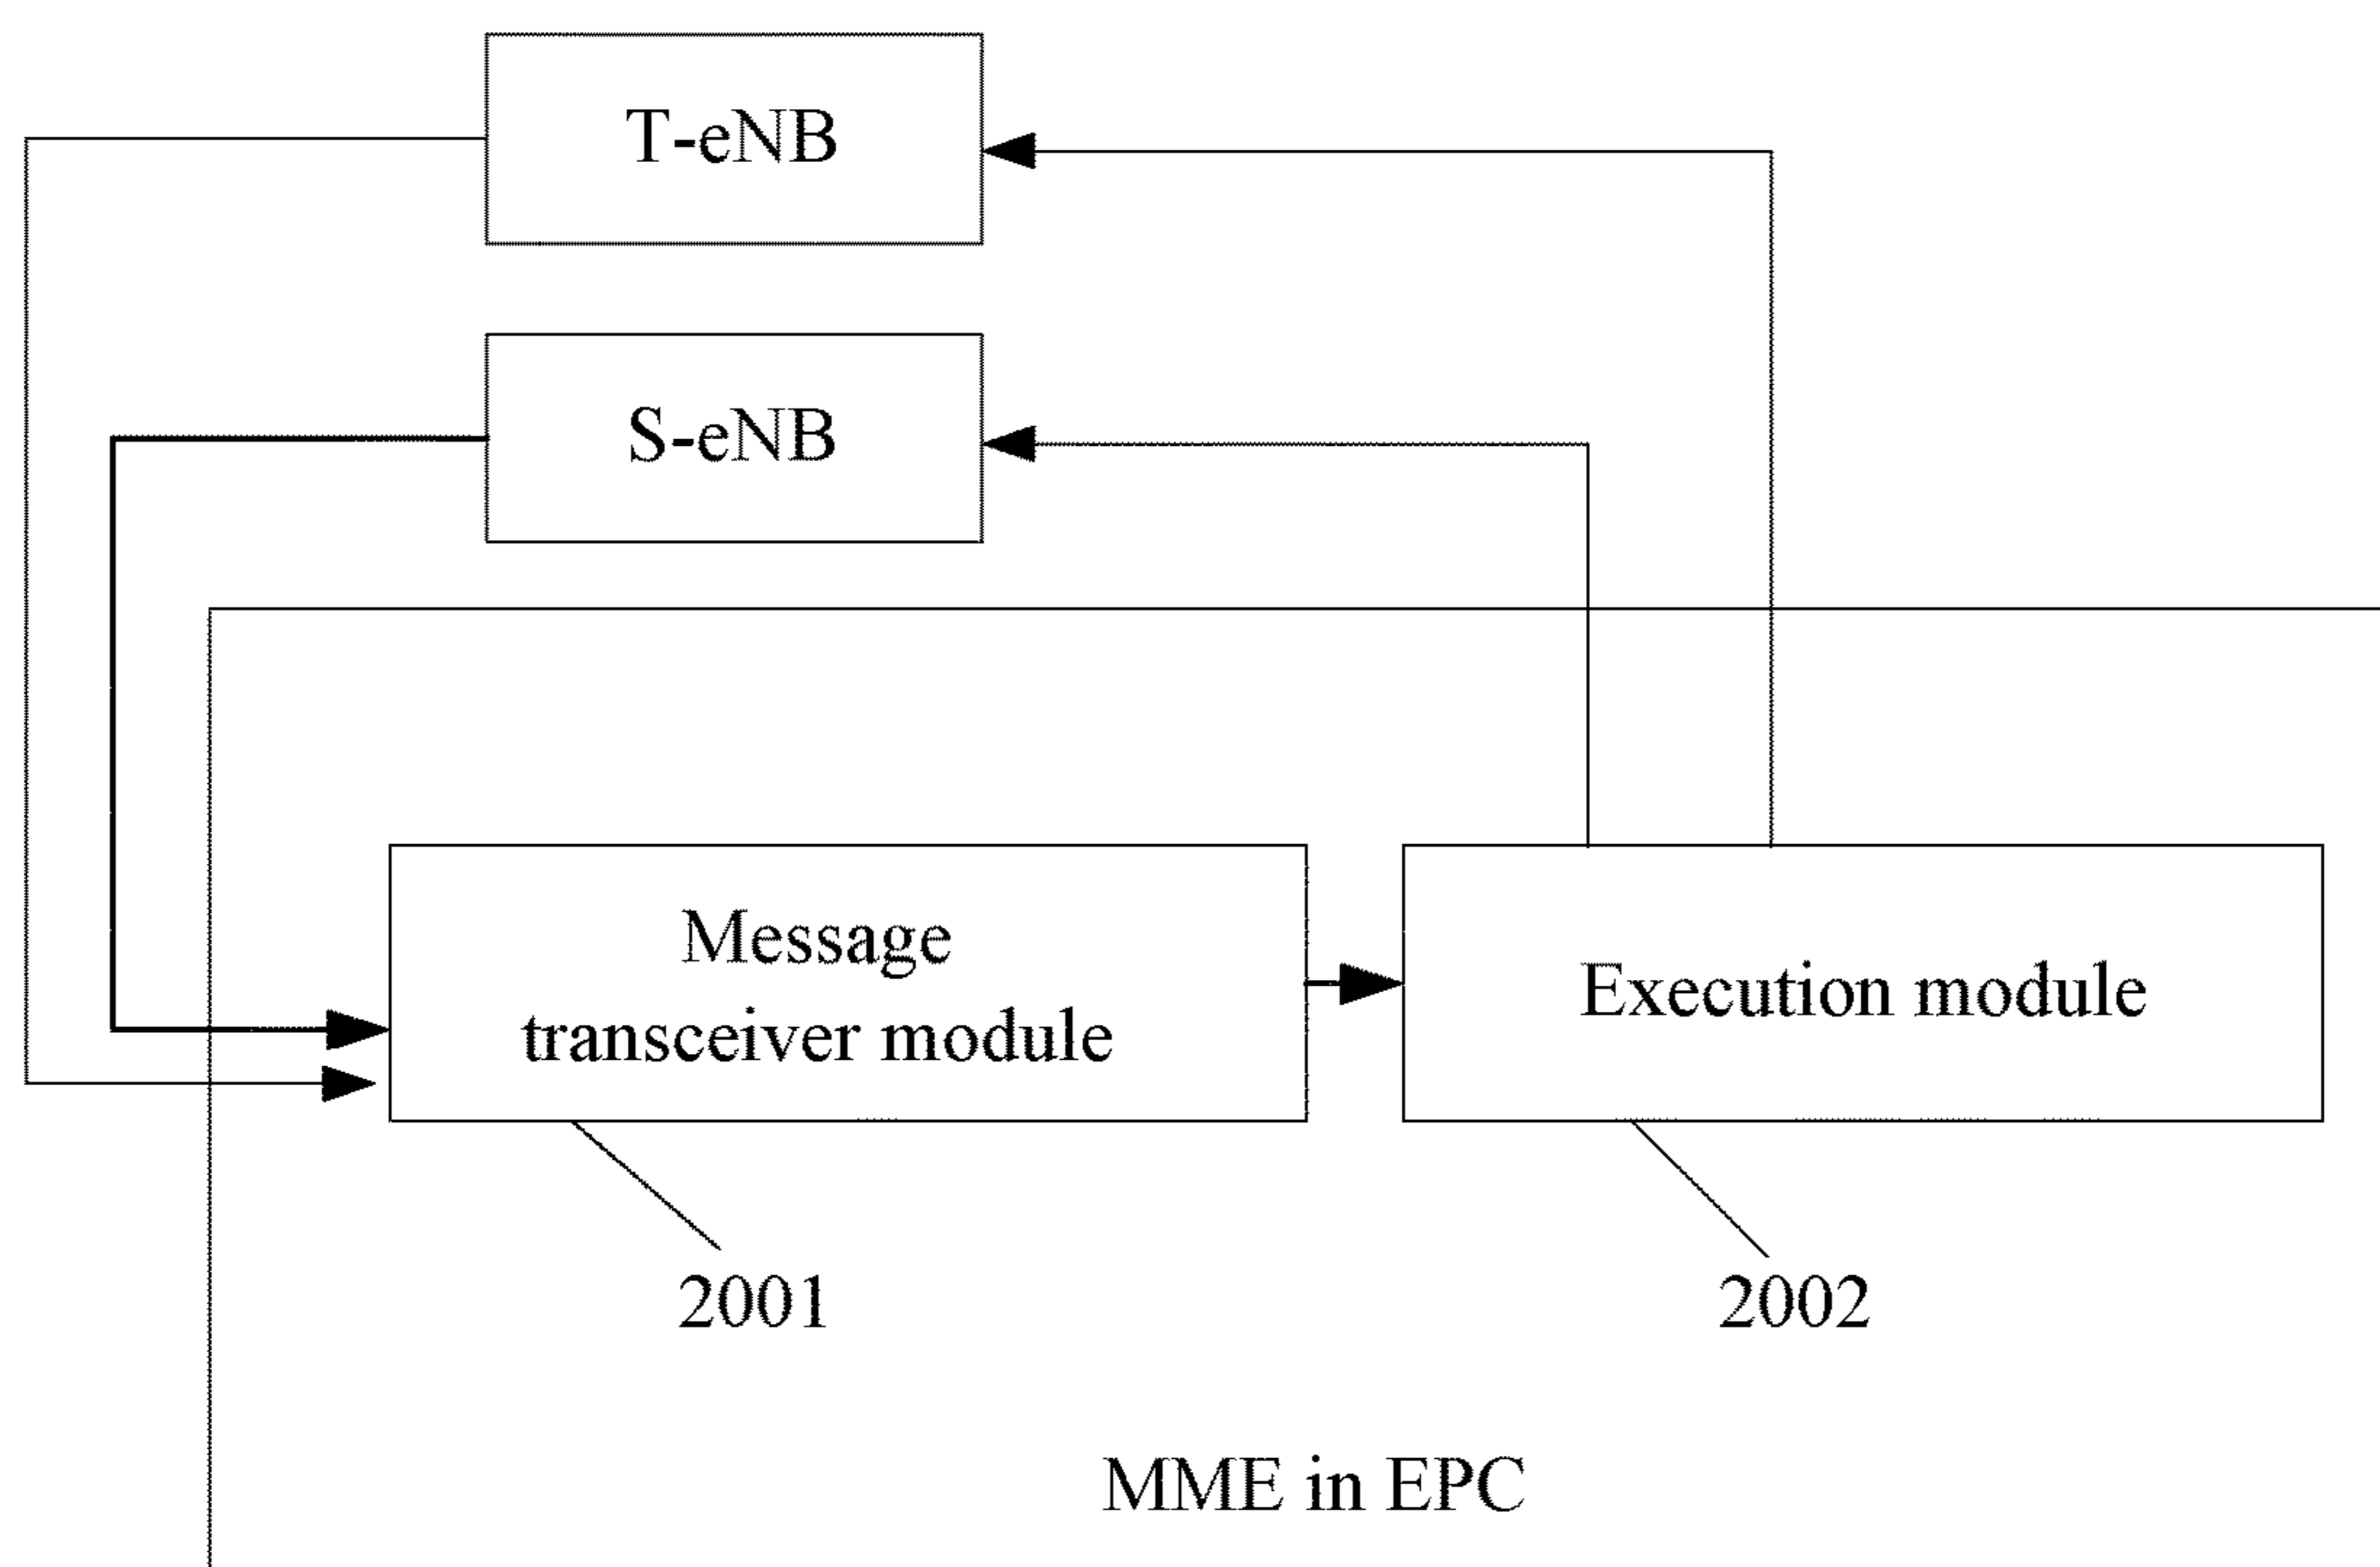 T-eNB
S-eNB
Message
transceiver module
Execution module
2001
2002
MME in EPC